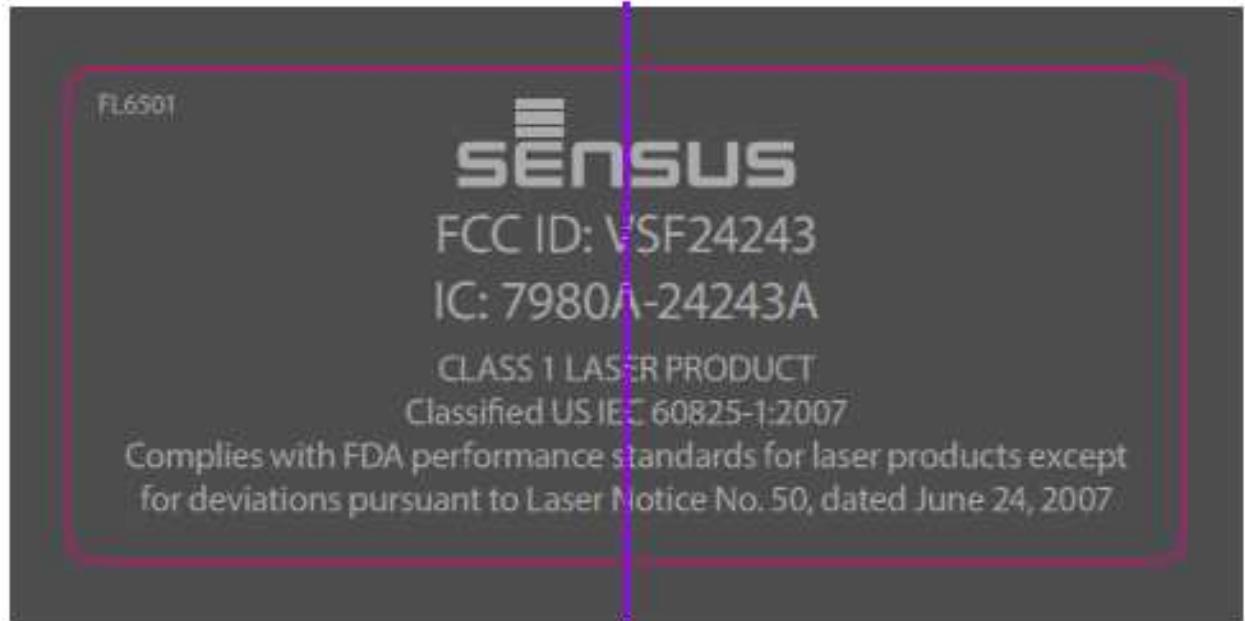 FL6501
sensus
FCC ID: VSF24243
IC: 7980A-24243A
CLASS 1 LASER PRODUCT
Classified US IEC 60825-1:2007
Complies with FDA performance standards for laser products except
for deviations pursuant to Laser Notice No. 50, dated June 24, 2007